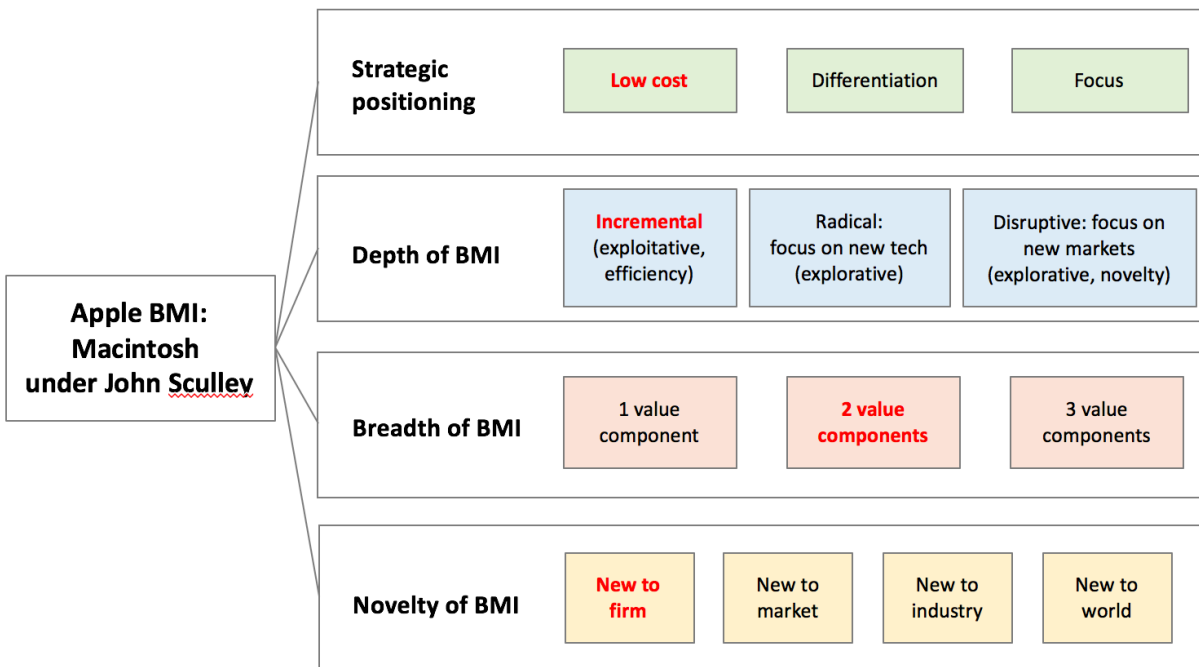 Strategic
positioning
Low cost
Differentiation
Focus
Depth of BMI
Incremental
(exploitative,
efficiency)
Radical:
focus on new tech
(explorative)
Disruptive: focus on
new markets
(explorative, novelty)
Apple BMI:
Macintosh
under John Sculley
Breadth of BMI
1 value
component
2 value
components
3 value
components
Novelty of BMI
New to
firm
New to
market
New to
industry
New to
world